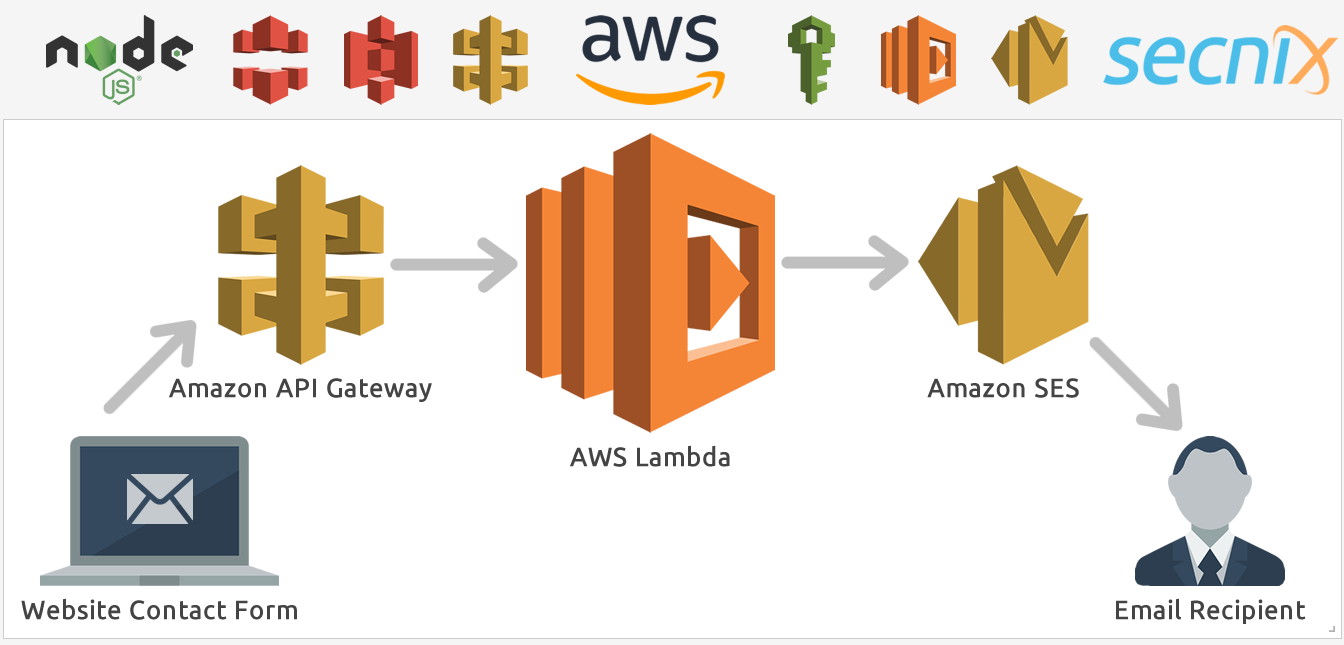 node
JS
aws
secnix
Amazon API Gateway
AWS Lambda
Amazon SES
Website Contact Form
Email Recipient